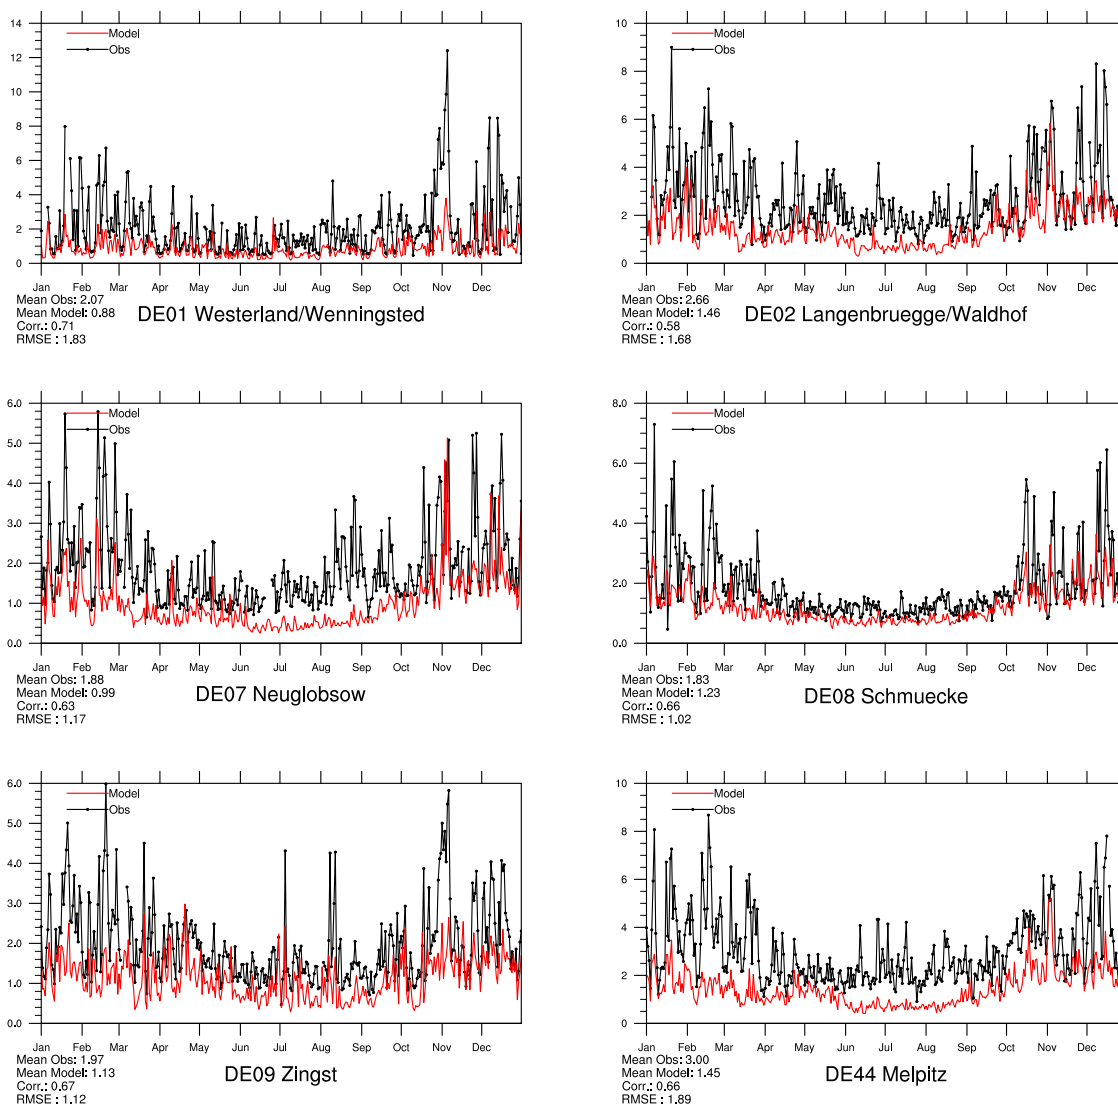 14
12
10
8
6
4
2
0
Model
Obs
Jan Feb Mar Apr May Jun Jul Aug Sep Oct Nov Dec
Mean Obs: 2.07
Mean Model: 0.88
Corr.: 0.71
RMSE : 1.83
DE01 Westerland/Wenningsted
10
8
6
4
2
0
Model
Obs
Jan Feb Mar Apr May Jun Jul Aug Sep Oct Nov Dec
Mean Obs: 2.66
Mean Model: 1.46
Corr.: 0.58
RMSE : 1.68
DE02 Langenbruegge/Waldhof
6.0
5.0
4.0
3.0
2.0
1.0
0.0
Model
Obs
Jan Feb Mar Apr May Jun Jul Aug Sep Oct Nov Dec
Mean Obs: 1.88
Mean Model: 0.99
Corr.: 0.63
RMSE : 1.17
DE07 Neuglobsow
8.0
6.0
4.0
2.0
0.0
Model
Obs
Jan Feb Mar Apr May Jun Jul Aug Sep Oct Nov Dec
Mean Obs: 1.83
Mean Model: 1.23
Corr.: 0.66
RMSE : 1.02
DE08 Schmuecke
6.0
5.0
4.0
3.0
2.0
1.0
0.0
Model
Obs
Jan Feb Mar Apr May Jun Jul Aug Sep Oct Nov Dec
Mean Obs: 1.97
Mean Model: 1.13
Corr.: 0.67
RMSE : 1.12
DE09 Zingst
10
8
6
4
2
0
Model
Obs
Jan Feb Mar Apr May Jun Jul Aug Sep Oct Nov Dec
Mean Obs: 3.00
Mean Model: 1.45
Corr.: 0.66
RMSE : 1.89
DE44 Melpitz